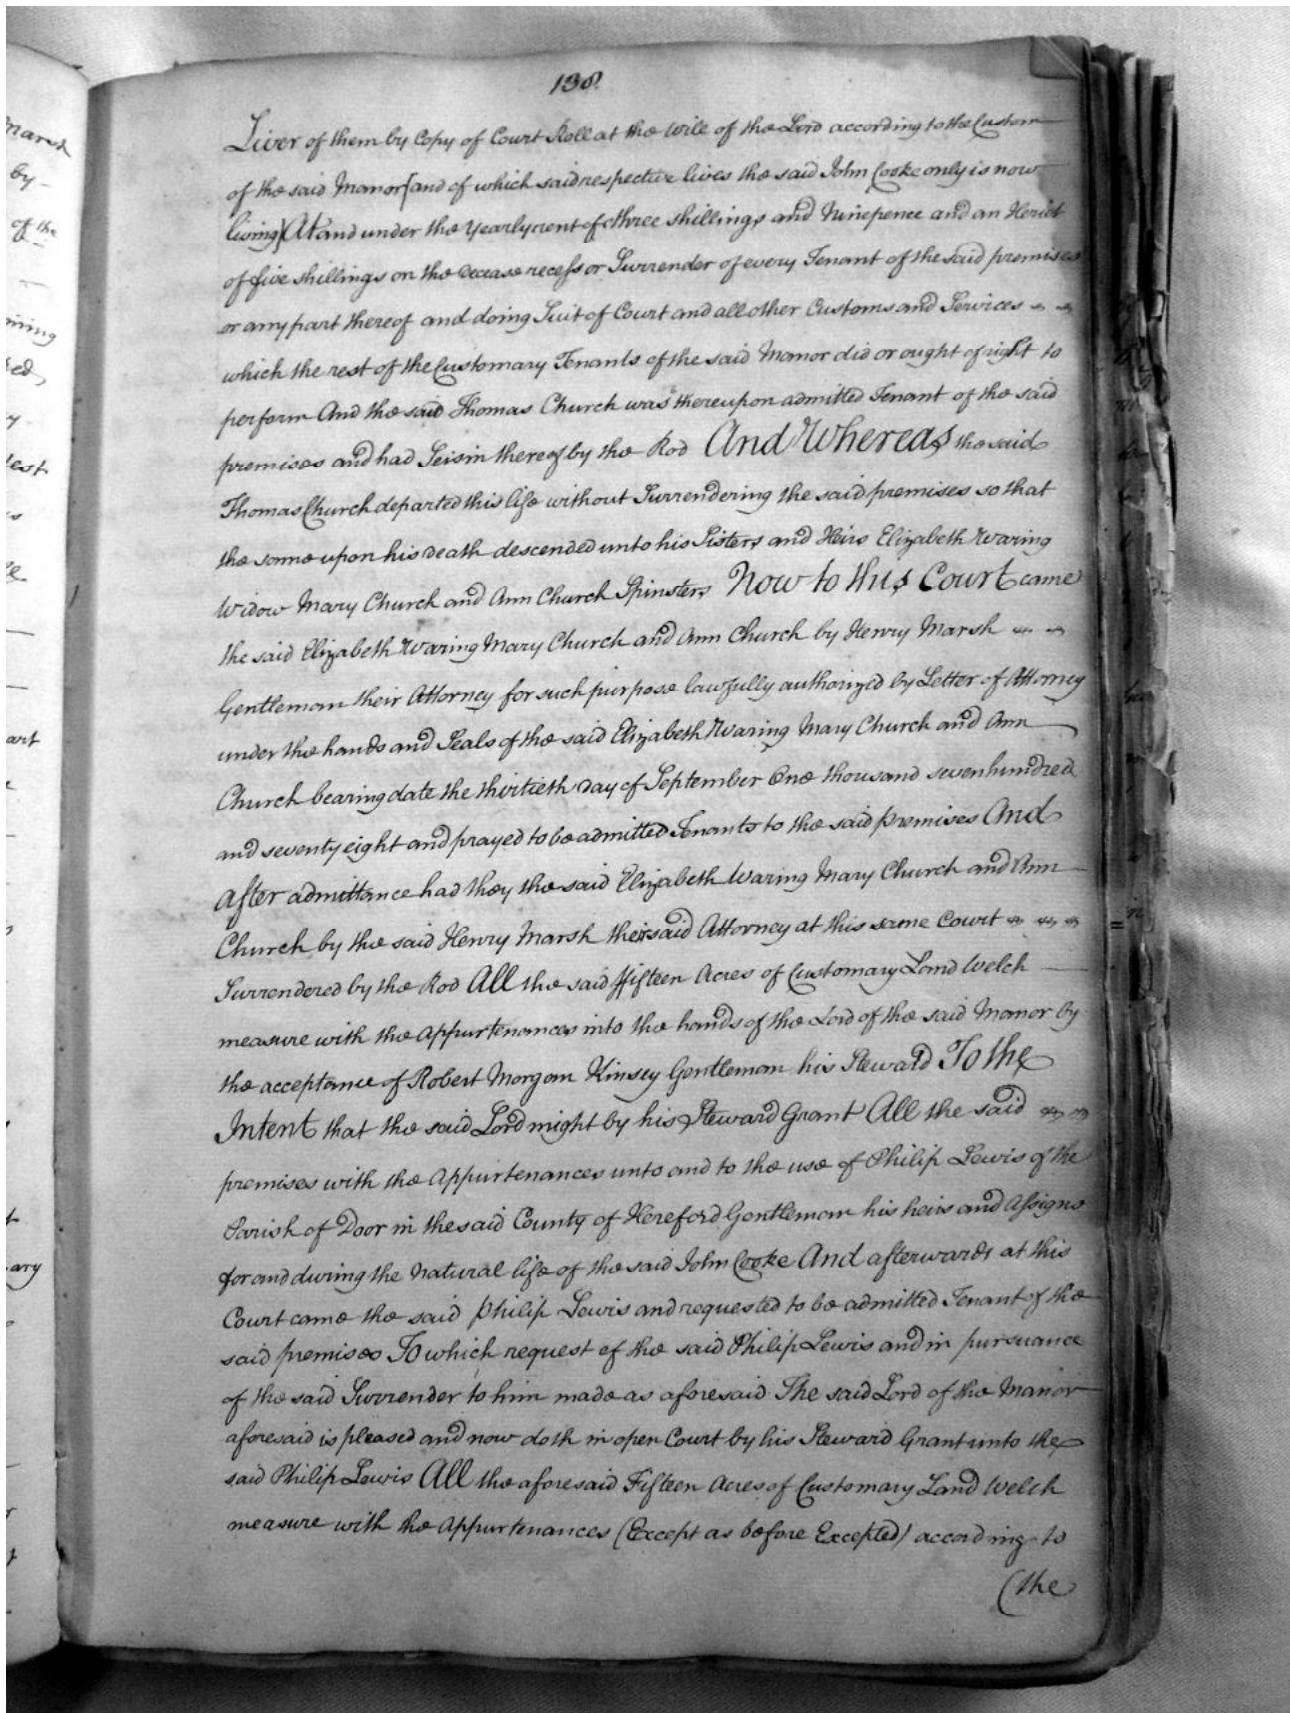 138
Liver of them by Copy of Court Roll at the Will of the Lord according to the Custom
of the said Manor [and of which said respective lives the said John Cooke only is now
living] At and under the Yearly rent of three shillings and Ninepence and an Heriot
of five shillings on the decease recess or Surrender of every Tenant of the said premises
or any part thereof and doing Suit of Court and all other Customs and Services
which the rest of the Customary Tenants of the said Manor did or ought of right to
perform And the said Thomas Church was thereupon admitted Tenant of the said
premises and had Seisin thereof by the Rod And Whereas the said
Thomas Church departed this life without Surrendering the said premises so that
the same upon his death descended unto his Sisters and Heirs Elizabeth Waring
Widow Mary Church and Ann Church Spinsters Now to this Court came
the said Elizabeth Waring Mary Church and Ann Church by Henry Marsh
Gentleman their Attorney for such purpose lawfully authorized by Letter of Attorney
under the hands and Seals of the said Elizabeth Waring Mary Church and Ann
Church bearing date the thirtieth day of September One thousand seven hundred
and seventy eight and prayed to be admitted Tenants to the said premises And
after admittance had they the said Elizabeth Waring Mary Church and Ann
Church by the said Henry Marsh their said Attorney at this same Court
Surrendered by the Rod All the said ffifteen Acres of Customary Land Welch
measure with the Appurtenances into the hands of the Lord of the said Manor by
the acceptance of Robert Morgan Kinsey Gentleman his Steward To the
Intent that the said Lord might by his Steward Grant All the said
premises with the Appurtenances unto and to the use of Philip Lewis of the
Parish of Door in the said County of Hereford Gentleman his heirs and Assigns
for and during the Natural life of the said John Cooke And afterwards at this
Court came the said Philip Lewis and requested to be admitted Tenant of the
said premises To which request of the said Philip Lewis and in pursuance
of the said Surrender to him made as aforesaid The said Lord of the Manor
aforesaid is pleased and now doth in open Court by his Steward Grant unto the
said Philip Lewis All the aforesaid Fifteen Acres of Customary Land Welch
measure with the Appurtenances (Except as before Excepted) according to
(the